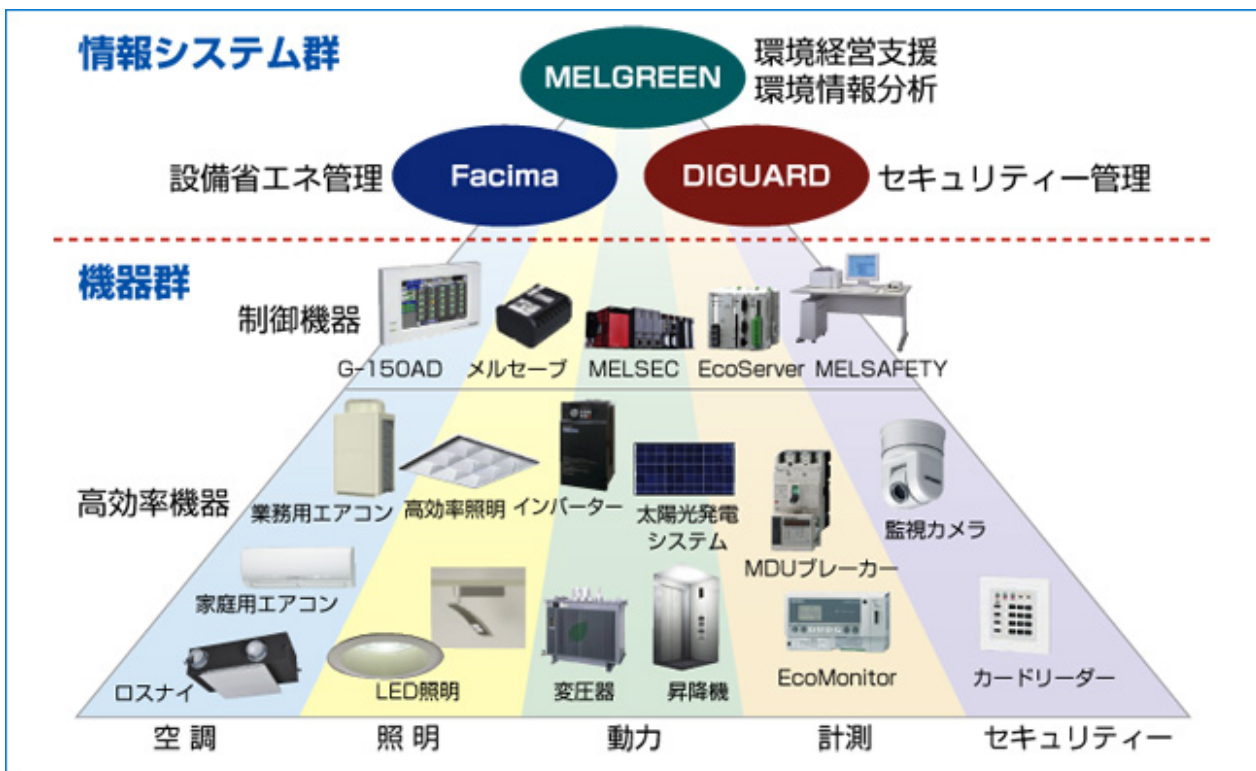 情報システム群
MELGREEN
環境経営支援
環境情報分析
設備省エネ管理
Facima
DIGUARD
セキュリティー管理
機器群
制御機器
G-150AD
メルセーブ
MELSEC
EcoServer
MELSAFETY
高効率機器
業務用エアコン
高効率照明
インバーター
太陽光発電
システム
MDUブレーカー
監視カメラ
家庭用エアコン
ロスナイ
LED照明
変圧器
昇降機
EcoMonitor
カードリーダー
空調
照明
動力
計測
セキュリティー